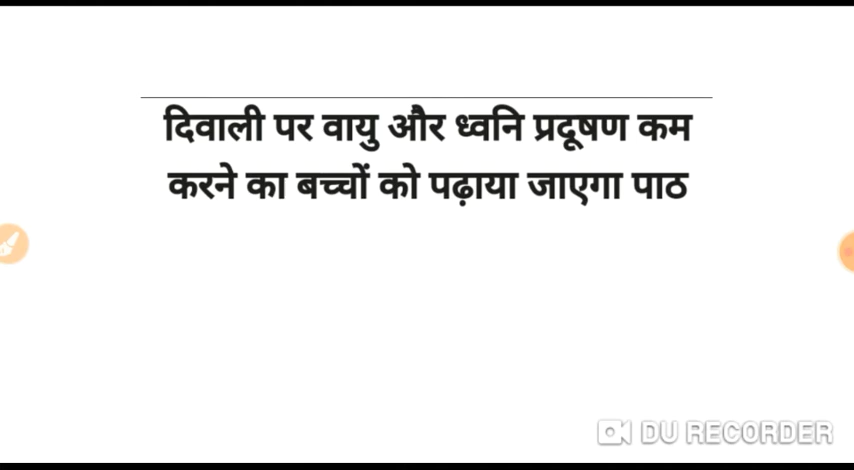 दिवाली पर वायु और ध्वनि प्रदूषण कम
करने का बच्चों को पढ़ाया जाएगा पाठ
DU RECORDER